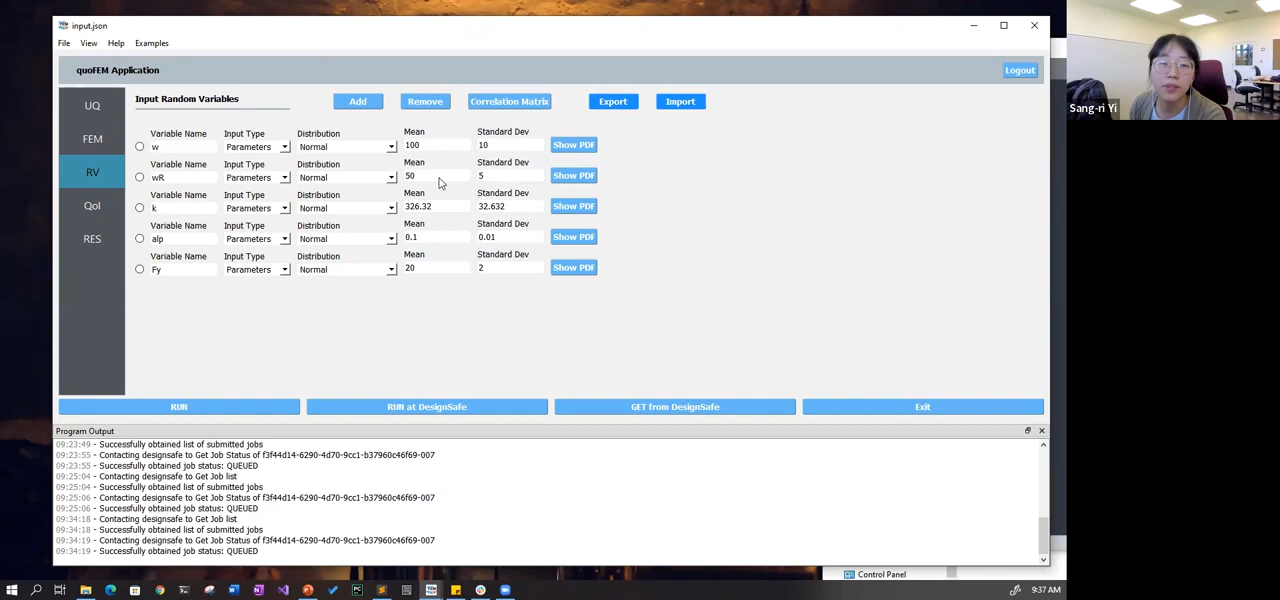 input.json
File View Help Examples
quoFEM Application
Logout
UQ
FEM
RV
QoI
RES
Input Random Variables
Add
Remove
Correlation Matrix
Export
Import
Variable Name Input Type Distribution Mean Standard Dev
w Parameters Normal 100 10 Show PDF
Variable Name Input Type Distribution Mean Standard Dev
wR Parameters Normal 50 5 Show PDF
Variable Name Input Type Distribution Mean Standard Dev
k Parameters Normal 326.32 32.632 Show PDF
Variable Name Input Type Distribution Mean Standard Dev
alp Parameters Normal 0.1 0.01 Show PDF
Variable Name Input Type Distribution Mean Standard Dev
Fy Parameters Normal 20 2 Show PDF
RUN
RUN at DesignSafe
GET from DesignSafe
Exit
Program Output
09:23:49 - Successfully obtained list of submitted jobs
09:23:55 - Contacting designsafe to Get Job Status of f3f44d14-6290-4d70-9cc1-b37960c46f69-007
09:23:55 - Successfully obtained job status: QUEUED
09:25:04 - Contacting designsafe to Get Job list
09:25:04 - Successfully obtained list of submitted jobs
09:25:06 - Contacting designsafe to Get Job Status of f3f44d14-6290-4d70-9cc1-b37960c46f69-007
09:25:06 - Successfully obtained job status: QUEUED
09:34:18 - Contacting designsafe to Get Job list
09:34:18 - Successfully obtained list of submitted jobs
09:34:19 - Contacting designsafe to Get Job Status of f3f44d14-6290-4d70-9cc1-b37960c46f69-007
09:34:19 - Successfully obtained job status: QUEUED
Control Panel
9:37 AM
Sang-ri Yi